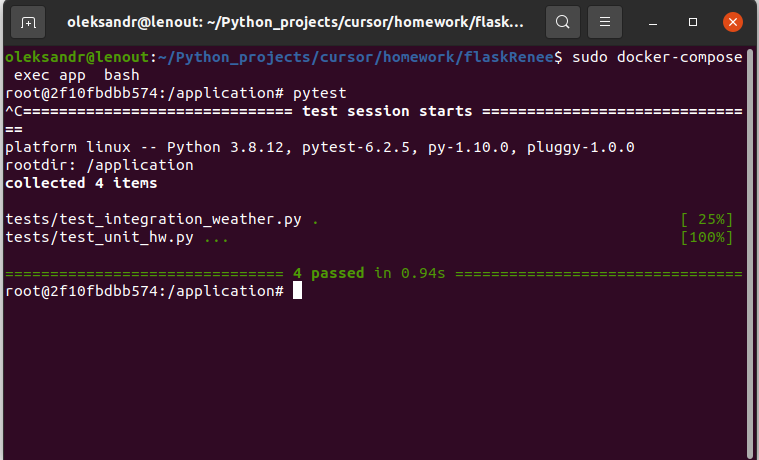 oleksandr@lenout: ~/Python_projects/cursor/homework/flask...
oleksandr@lenout:~/Python_projects/cursor/homework/flaskRenee$ sudo docker-compose
 exec app  bash
root@2f10fbdbb574:/application# pytest
^C============================== test session starts =============================
==
platform linux -- Python 3.8.12, pytest-6.2.5, py-1.10.0, pluggy-1.0.0
rootdir: /application
collected 4 items
tests/test_integration_weather.py .                                        [ 25%]
tests/test_unit_hw.py ...                                                  [100%]
=============================== 4 passed in 0.94s ================================
root@2f10fbdbb574:/application#